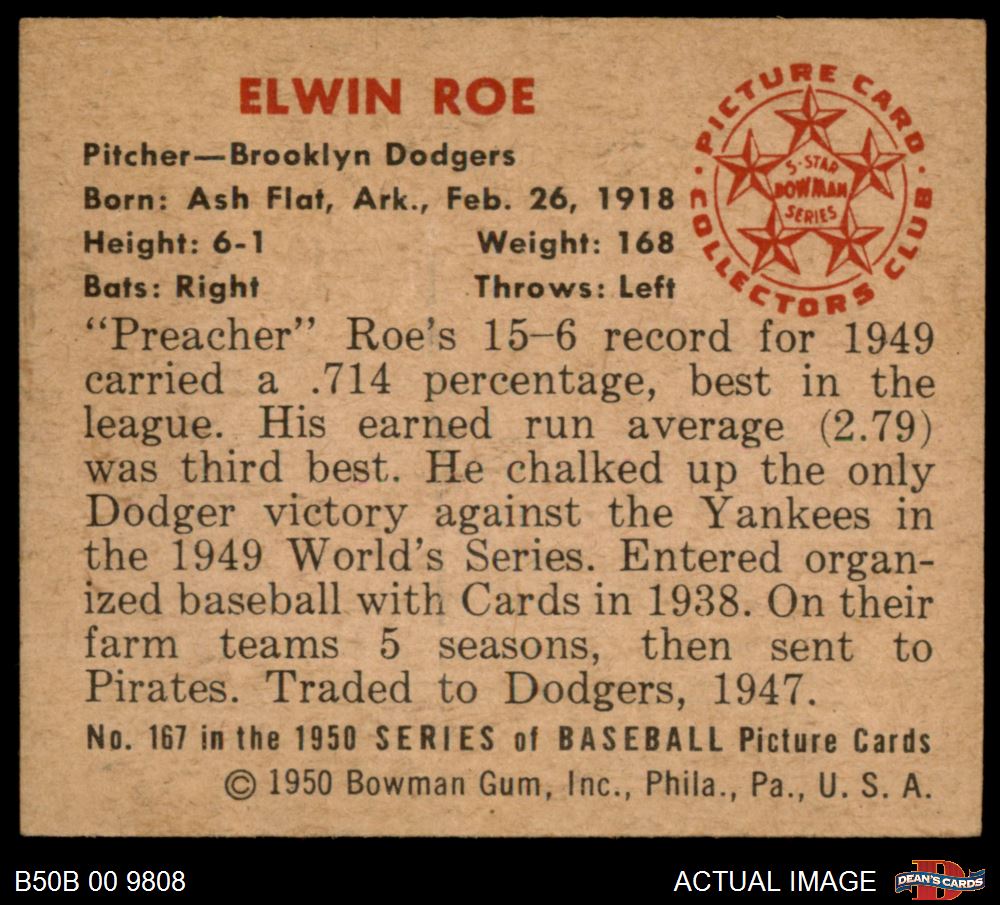 ELWIN ROE
Pitcher—Brooklyn Dodgers
Born: Ash Flat, Ark., Feb. 26, 1918
Height: 6-1 Weight: 168
Bats: Right Throws: Left
· PICTURE CARD · COLLECTORS CLUB
5-STAR
BOWMAN
SERIES
“Preacher” Roe's 15–6 record for 1949
carried a .714 percentage, best in the
league. His earned run average (2.79)
was third best. He chalked up the only
Dodger victory against the Yankees in
the 1949 World's Series. Entered organ-
ized baseball with Cards in 1938. On their
farm teams 5 seasons, then sent to
Pirates. Traded to Dodgers, 1947.
No. 167 in the 1950 SERIES of BASEBALL Picture Cards
© 1950 Bowman Gum, Inc., Phila., Pa., U. S. A.
B50B 00 9808
ACTUAL IMAGE
DEAN'S CARDS